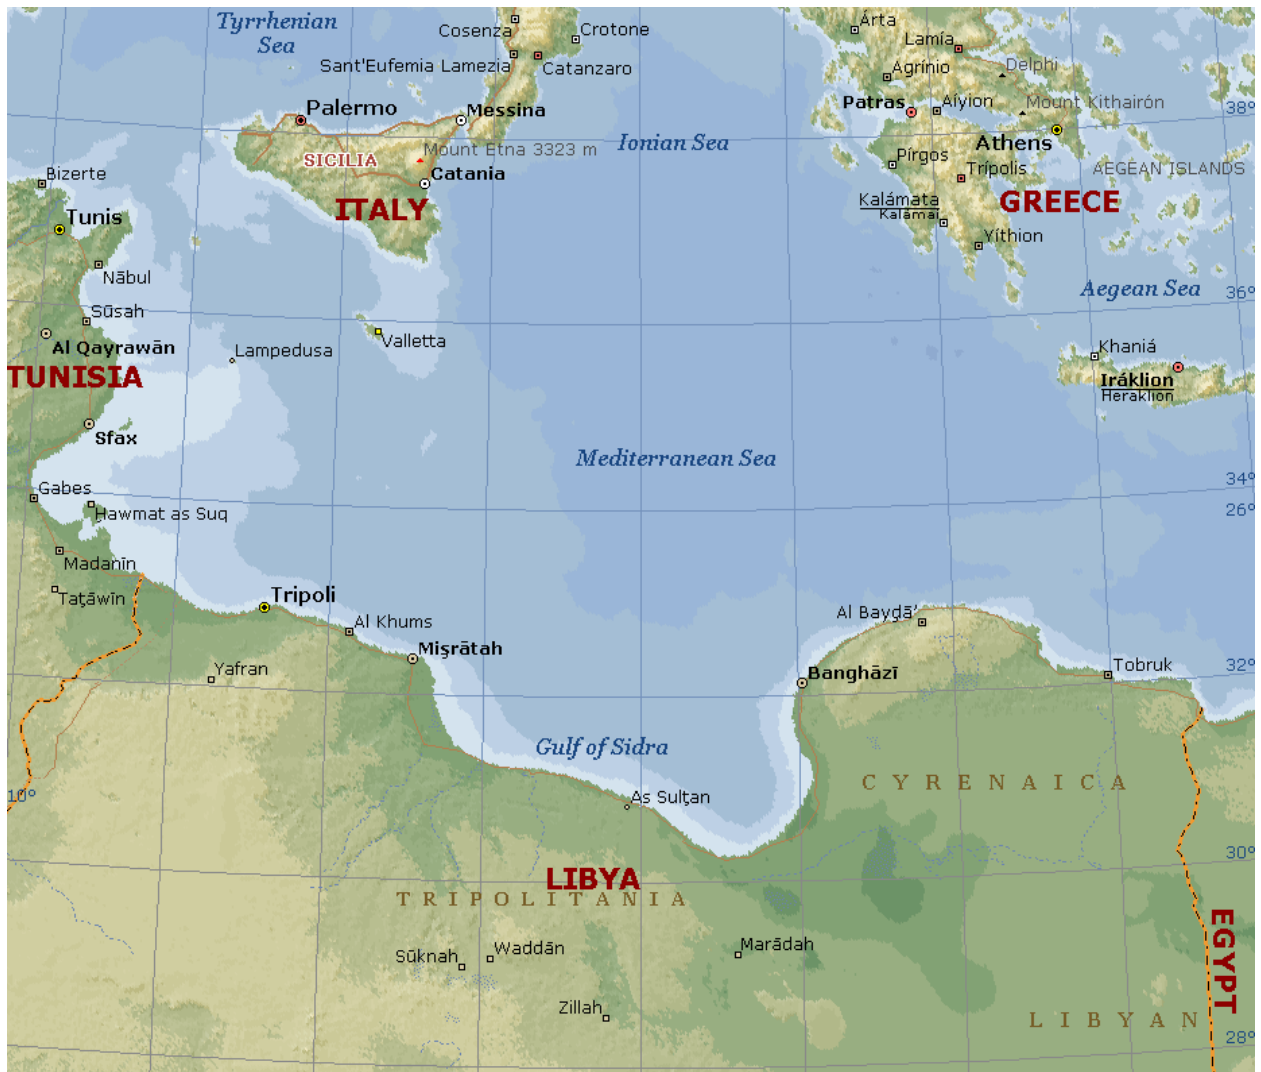 Tyrrhenian
Sea
Cosenza
Crotone
Árta
Lamía
Sant'Eufemia Lamezia
Catanzaro
Agrínio
Delphi
Palermo
Messina
Patras
Aíyion
Mount Kithairón
38°
Ionian Sea
Athens
SICILIA
Mount Etna 3323 m
Pírgos
Trípolis
AEGEAN ISLANDS
Bizerte
Catania
Kalámata
Kalámai
GREECE
ITALY
Tunis
Yíthion
Nābul
Aegean Sea
36°
Sūsah
Valletta
Al Qayrawān
Lampedusa
Khaniá
TUNISIA
Iráklion
Heraklion
Sfax
Mediterranean Sea
34°
Gabes
26°
Ḩawmat as Suq
Madanīn
Taţāwīn
Tripoli
Al Khums
Al Bayḑā'
Mişrātah
Yafran
Banghāzī
Tobruk
32°
Gulf of Sidra
CYRENAICA
10°
As Sulţan
30°
LIBYA
TRIPOLITANIA
EGYPT
Sūknah
Waddān
Marādah
Zillah
LIBYAN
28°